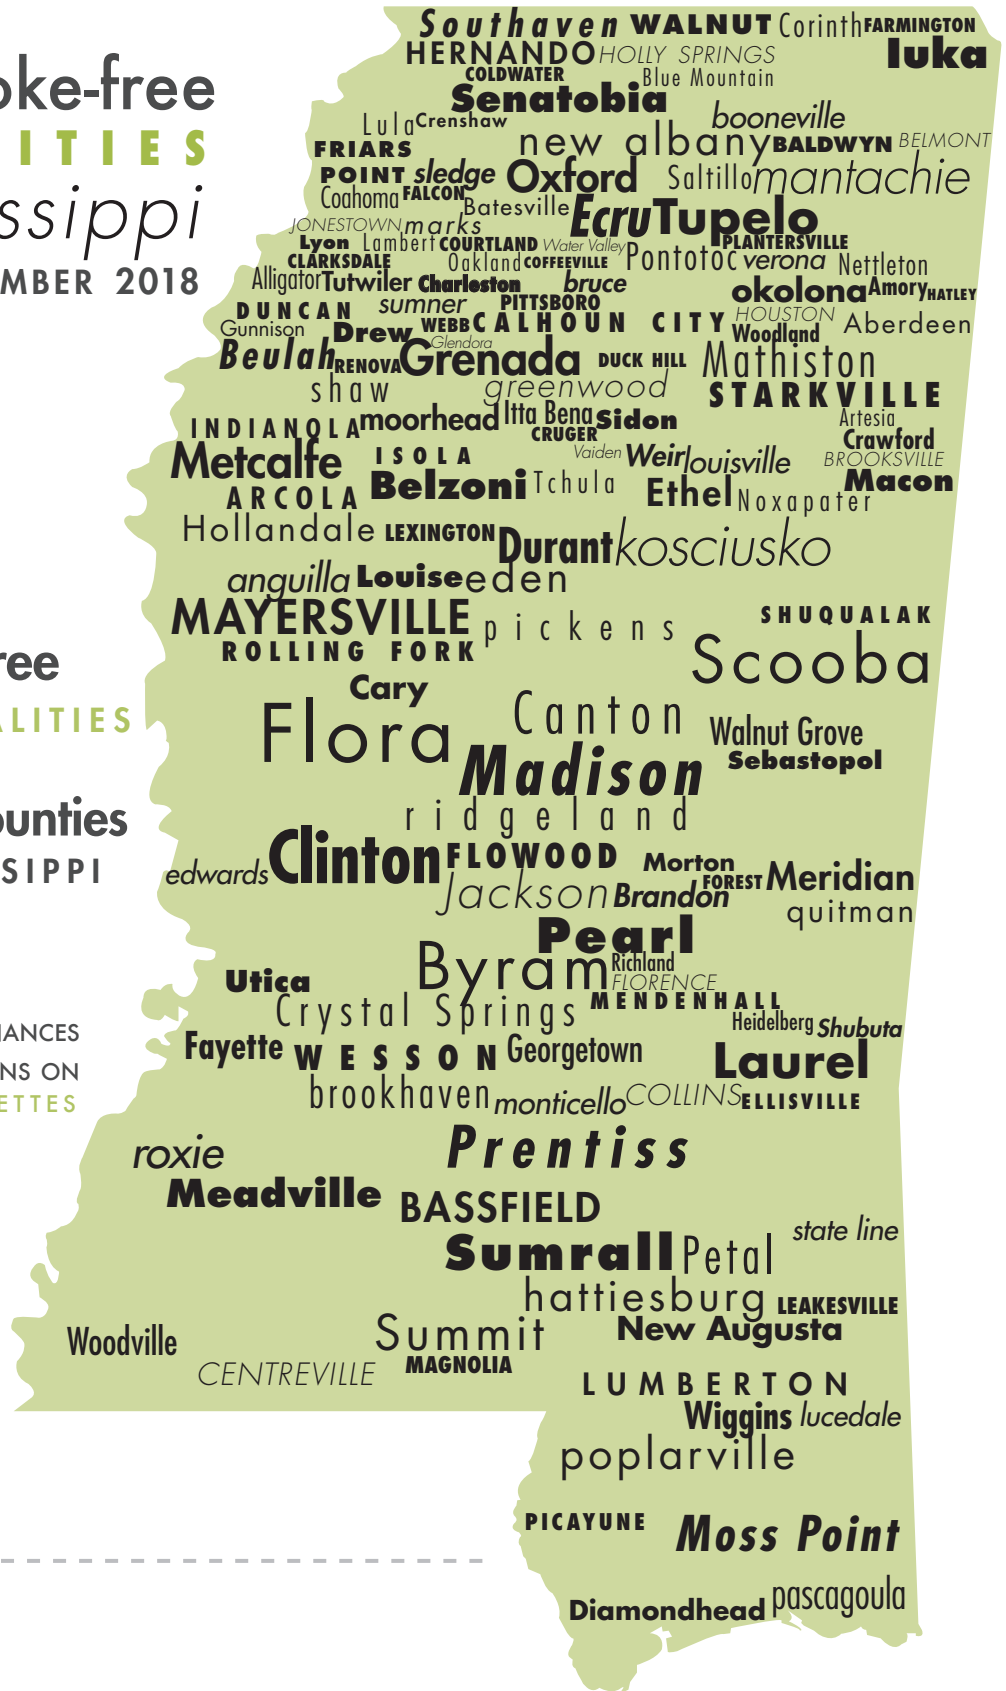 oke-free
ITIES
ssippi
MBER 2018
ree
ALITIES
ounties
SIPPI
NANCES
NS ON
ETTES
Southaven WALNUT Corinth FARMINGTON
HERNANDO HOLLY SPRINGS Iuka
COLDWATER Blue Mountain
Senatobia booneville
Lula Crenshaw new albany BALDWYN BELMONT
FRIARS
POINT sledge Oxford Saltillo mantachie
Coahoma FALCON Batesville Ecru Tupelo
JONESTOWN marks
Lyon Lambert COURTLAND Water Valley Pontotoc PLANTERSVILLE
CLARKSDALE Oakland COFFEEVILLE verona Nettleton
Alligator Tutwiler Charleston bruce okolona Amory HATLEY
DUNCAN sumner PITTSBORO HOUSTON
Gunnison Drew WEBB CALHOUN CITY Woodland Aberdeen
Beulah RENOVA Glendora Grenada DUCK HILL Mathiston
shaw greenwood STARKVILLE
INDIANOLA moorhead Itta Bena Sidon Artesia
CRUGER Crawford
Metcalfe ISOLA Vaiden Weir louisville BROOKSVILLE
ARCOLA Belzoni Tchula Ethel Noxapater Macon
Hollandale LEXINGTON Durant kosciusko
anguilla Louise eden
MAYERSVILLE pickens SHUQUALAK
ROLLING FORK Scooba
Cary
Flora Canton Walnut Grove
Madison Sebastopol
ridgeland
edwards Clinton FLOWOOD Morton FOREST Meridian
Jackson Brandon quitman
Pearl
Byram Richland
Utica FLORENCE
Crystal Springs MENDENHALL
Heidelberg Shubuta
Fayette WESSON Georgetown Laurel
brookhaven monticello COLLINS ELLISVILLE
roxie Prentiss
Meadville BASSFIELD
Sumrall Petal state line
hattiesburg LEAKESVILLE
Woodville Summit New Augusta
CENTREVILLE MAGNOLIA
LUMBERTON
Wiggins lucedale
poplarville
PICAYUNE Moss Point
Diamondhead pascagoula